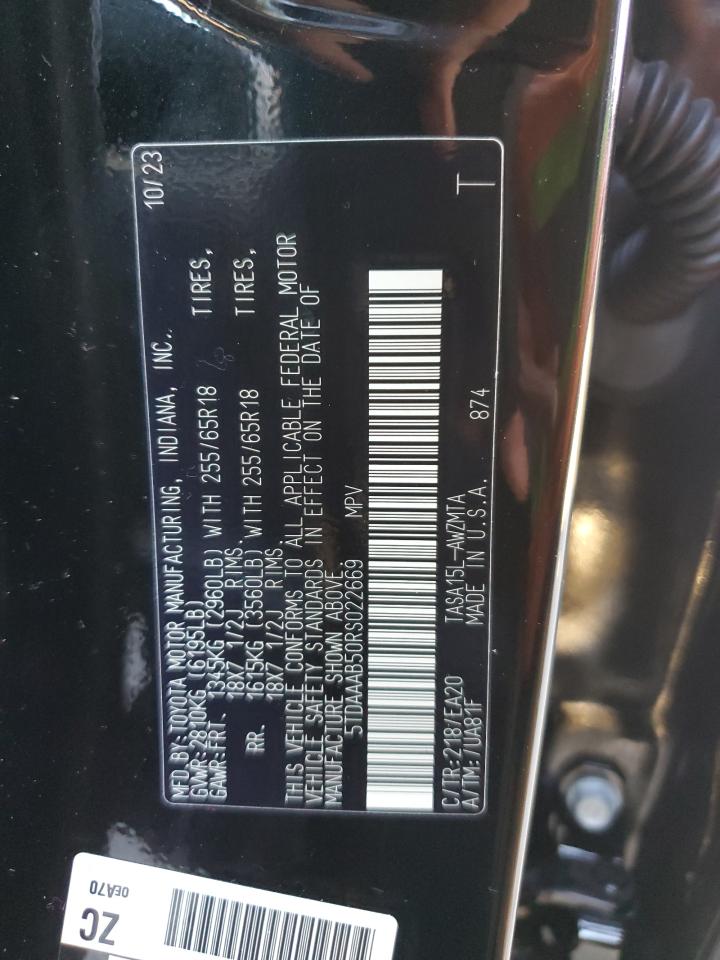 MFD.BY:TOYOTA MOTOR MANUFACTURING, INDIANA, INC. 10/23
GVWR:2810KG (6195LB)
GAWR:FRT. 1345KG (2960LB) WITH 255/65R18 TIRES,
18X7 1/2J RIMS.
RR. 1615KG (3560LB) WITH 255/65R18 TIRES,
18X7 1/2J RIMS
THIS VEHICLE CONFORMS TO ALL APPLICABLE FEDERAL MOTOR
VEHICLE SAFETY STANDARDS IN EFFECT ON THE DATE OF
MANUFACTURE SHOWN ABOVE.
5TDAAAB50RS022669 MPV
C/TR:218/EA20 TASA15L-AWZMTA
A/TM:/UA81F MADE IN U.S.A. 874 T
ZC
0EA70